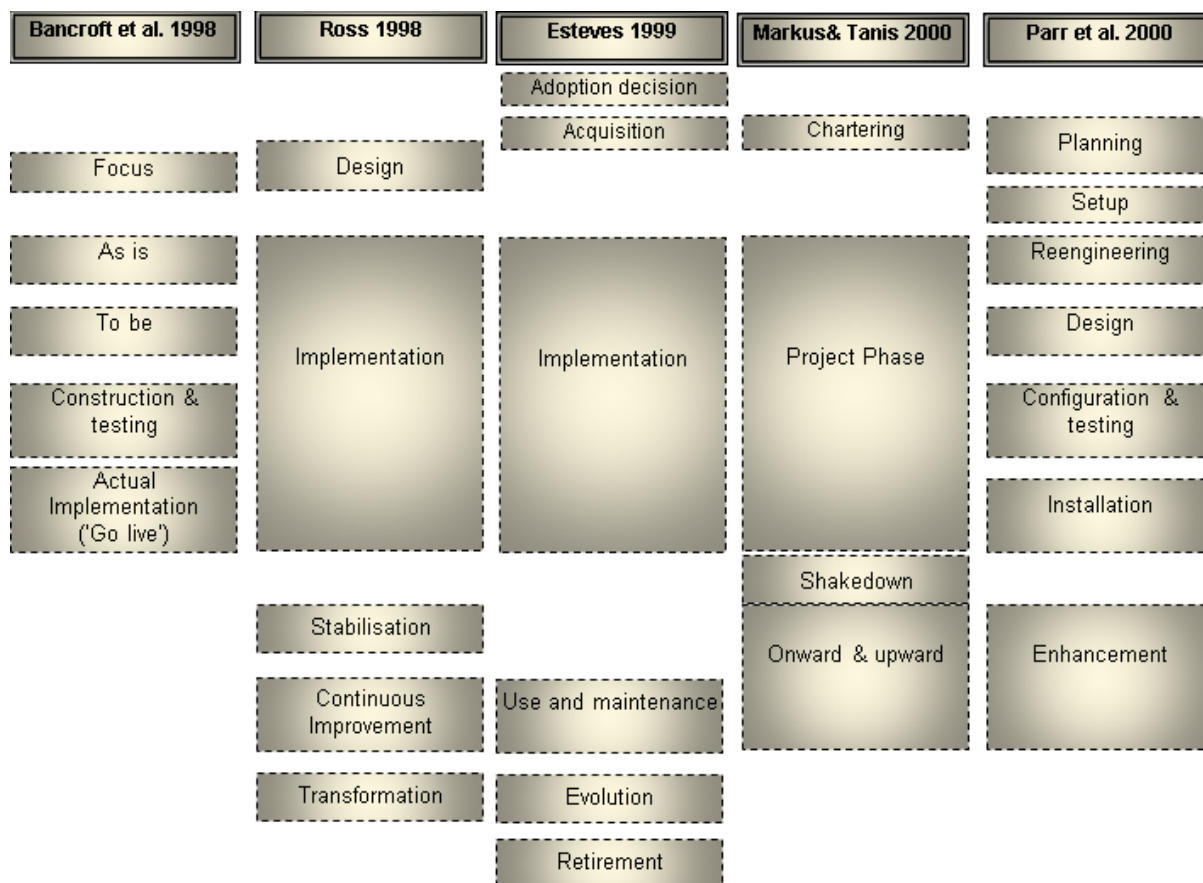 Bancroft et al. 1998
Ross 1998
Esteves 1999
Markus& Tanis 2000
Parr et al. 2000
Adoption decision
Acquisition
Chartering
Planning
Focus
Design
Setup
As is
Reengineering
To be
Design
Implementation
Implementation
Project Phase
Construction &
testing
Configuration &
testing
Actual
Implementation
('Go live')
Installation
Shakedown
Stabilisation
Onward & upward
Enhancement
Continuous
Improvement
Use and maintenance
Transformation
Evolution
Retirement